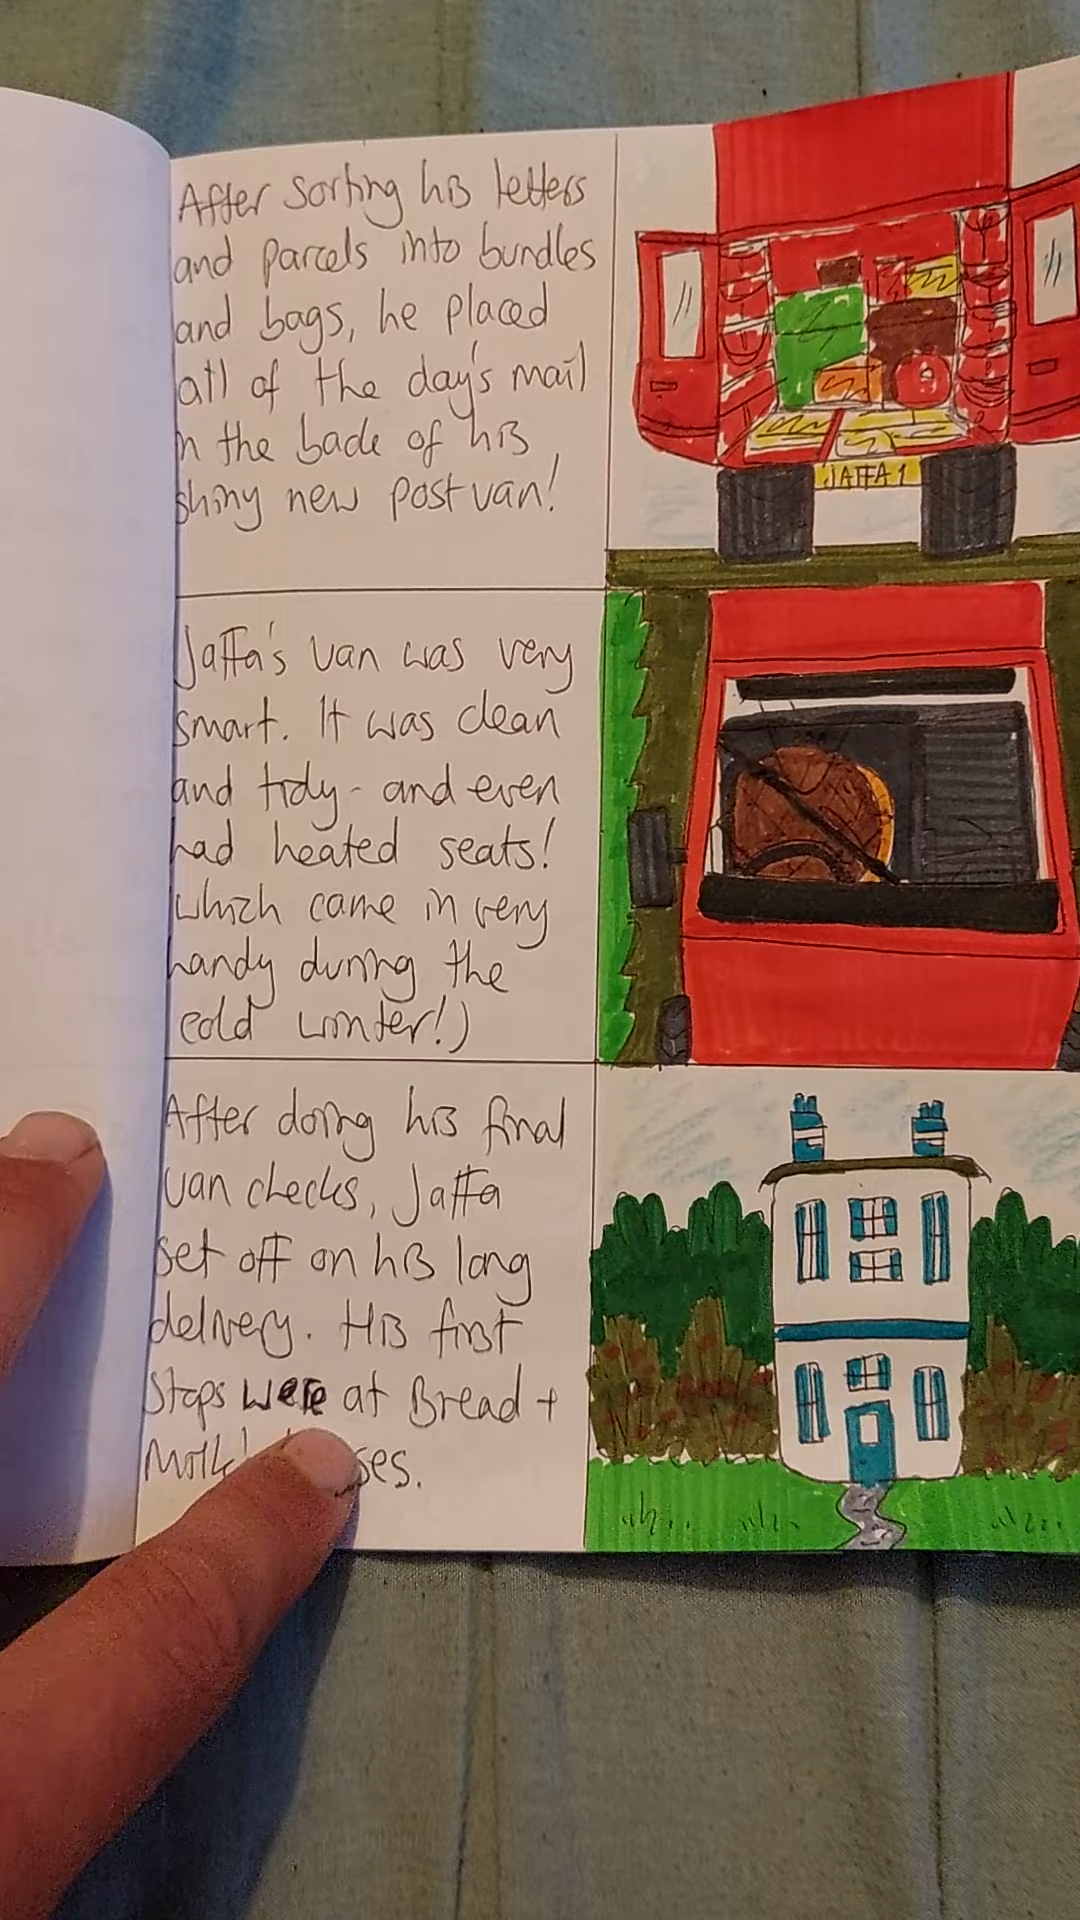 After sorting his letters
and parcels into bundles
and bags, he placed
all of the day's mail
in the back of his
shiny new post van!
JAFFA 1
Jaffa's van was very
smart. It was clean
and tidy - and even
had heated seats!
which came in very
handy during the
cold winter!)
After doing his final
van checks, Jaffa
set off on his long
delivery. His first
stops were at Bread +